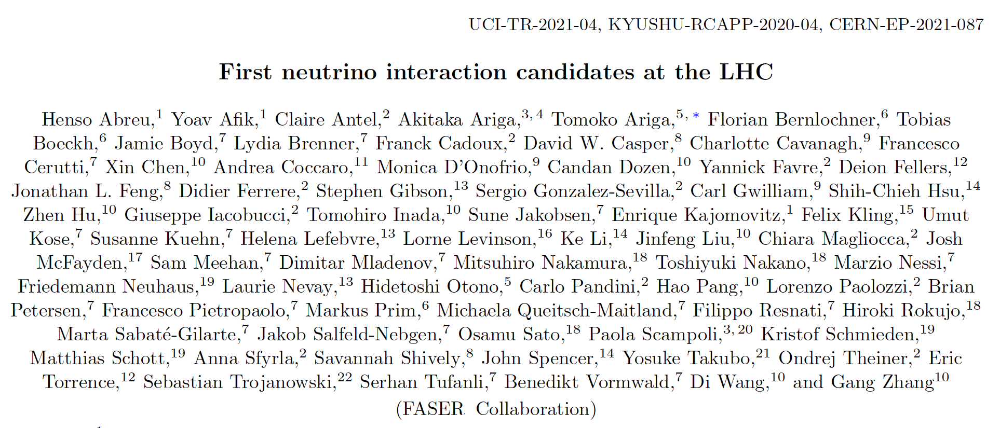 UCI-TR-2021-04, KYUSHU-RCAPP-2020-04, CERN-EP-2021-087
First neutrino interaction candidates at the LHC
Henso Abreu,1 Yoav Afik,1 Claire Antel,2 Akitaka Ariga,3, 4 Tomoko Ariga,5, * Florian Bernlochner,6 Tobias
Boeckh,6 Jamie Boyd,7 Lydia Brenner,7 Franck Cadoux,2 David W. Casper,8 Charlotte Cavanagh,9 Francesco
Cerutti,7 Xin Chen,10 Andrea Coccaro,11 Monica D'Onofrio,9 Candan Dozen,10 Yannick Favre,2 Deion Fellers,12
Jonathan L. Feng,8 Didier Ferrere,2 Stephen Gibson,13 Sergio Gonzalez-Sevilla,2 Carl Gwilliam,9 Shih-Chieh Hsu,14
Zhen Hu,10 Giuseppe Iacobucci,2 Tomohiro Inada,10 Sune Jakobsen,7 Enrique Kajomovitz,1 Felix Kling,15 Umut
Kose,7 Susanne Kuehn,7 Helena Lefebvre,13 Lorne Levinson,16 Ke Li,14 Jinfeng Liu,10 Chiara Magliocca,2 Josh
McFayden,17 Sam Meehan,7 Dimitar Mladenov,7 Mitsuhiro Nakamura,18 Toshiyuki Nakano,18 Marzio Nessi,7
Friedemann Neuhaus,19 Laurie Nevay,13 Hidetoshi Otono,5 Carlo Pandini,2 Hao Pang,10 Lorenzo Paolozzi,2 Brian
Petersen,7 Francesco Pietropaolo,7 Markus Prim,6 Michaela Queitsch-Maitland,7 Filippo Resnati,7 Hiroki Rokujo,18
Marta Sabaté-Gilarte,7 Jakob Salfeld-Nebgen,7 Osamu Sato,18 Paola Scampoli,3, 20 Kristof Schmieden,19
Matthias Schott,19 Anna Sfyrla,2 Savannah Shively,8 John Spencer,14 Yosuke Takubo,21 Ondrej Theiner,2 Eric
Torrence,12 Sebastian Trojanowski,22 Serhan Tufanli,7 Benedikt Vormwald,7 Di Wang,10 and Gang Zhang10
(FASER Collaboration)